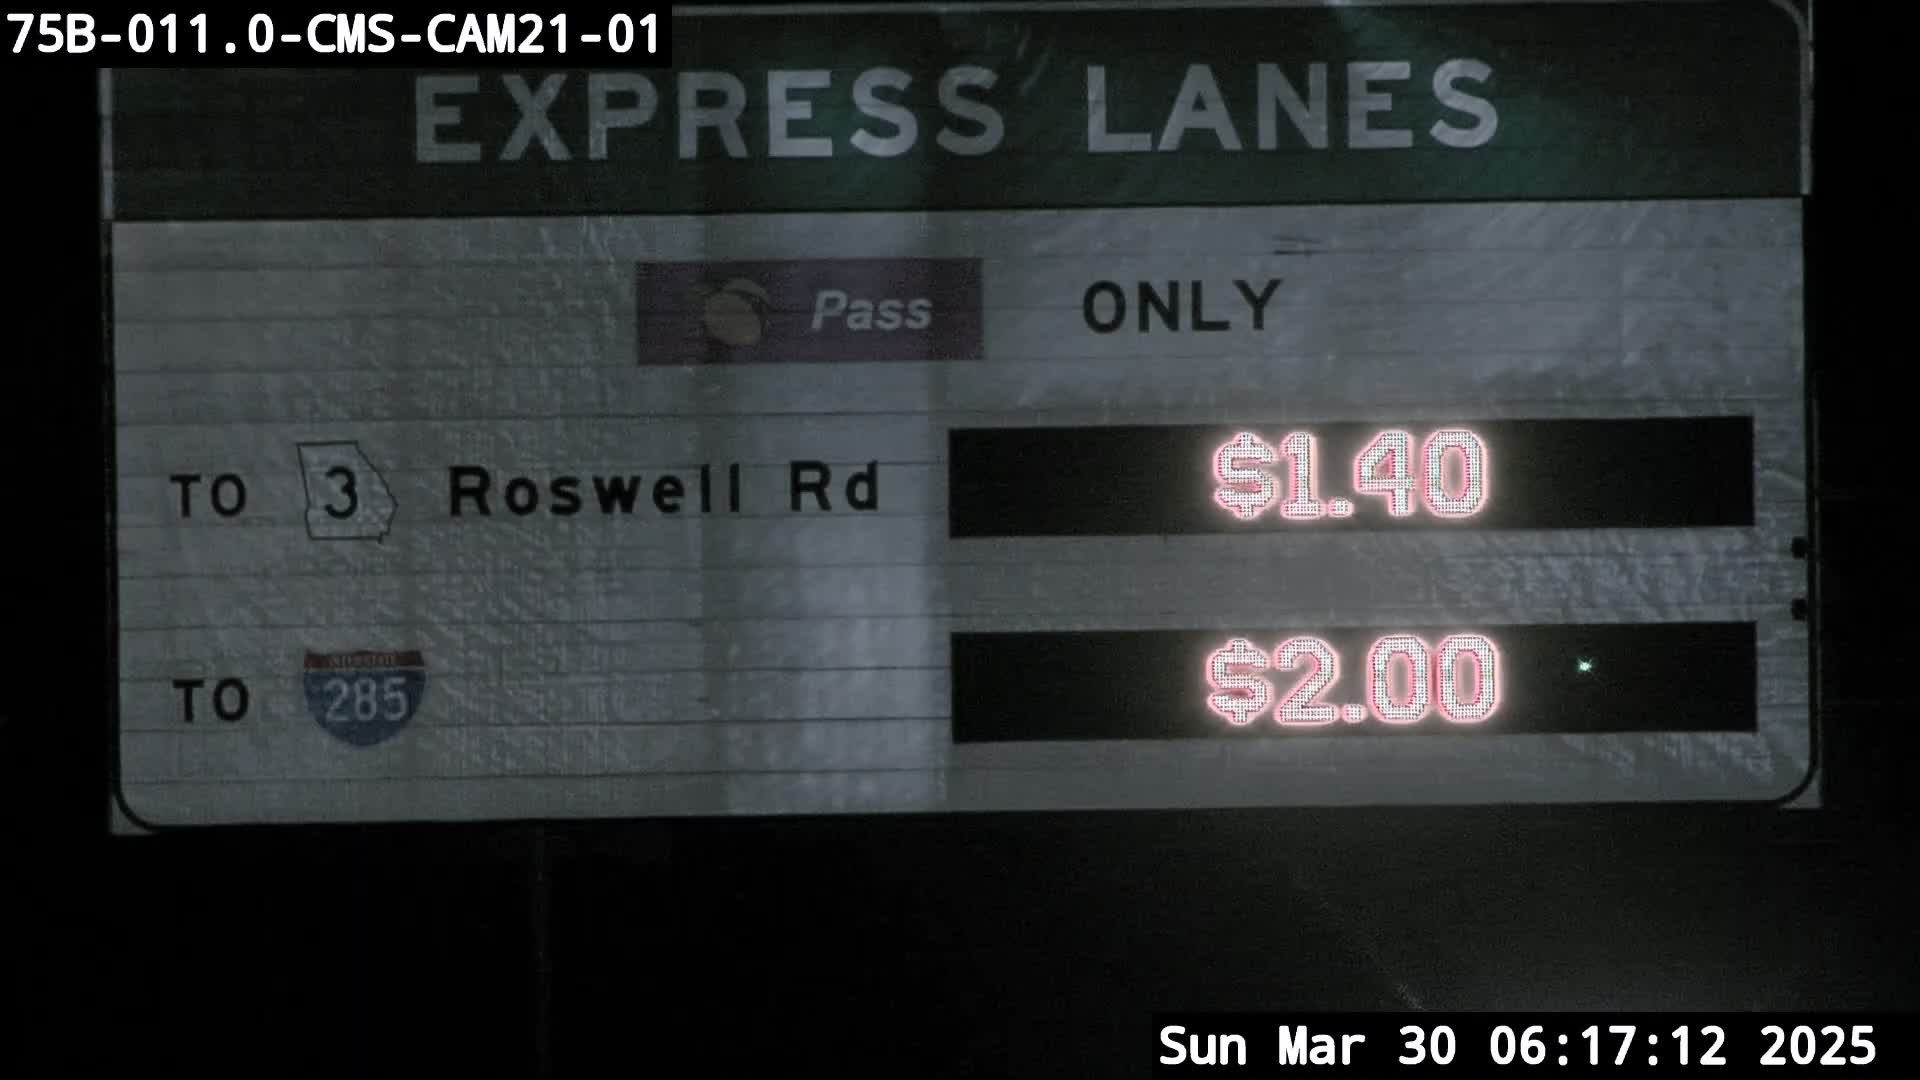 75B-011.0-CMS-CAM21-01
EXPRESS LANES
Pass ONLY
TO 3 Roswell Rd $1.40
INTERSTATE
TO 285 $2.00
Sun Mar 30 06:17:12 2025